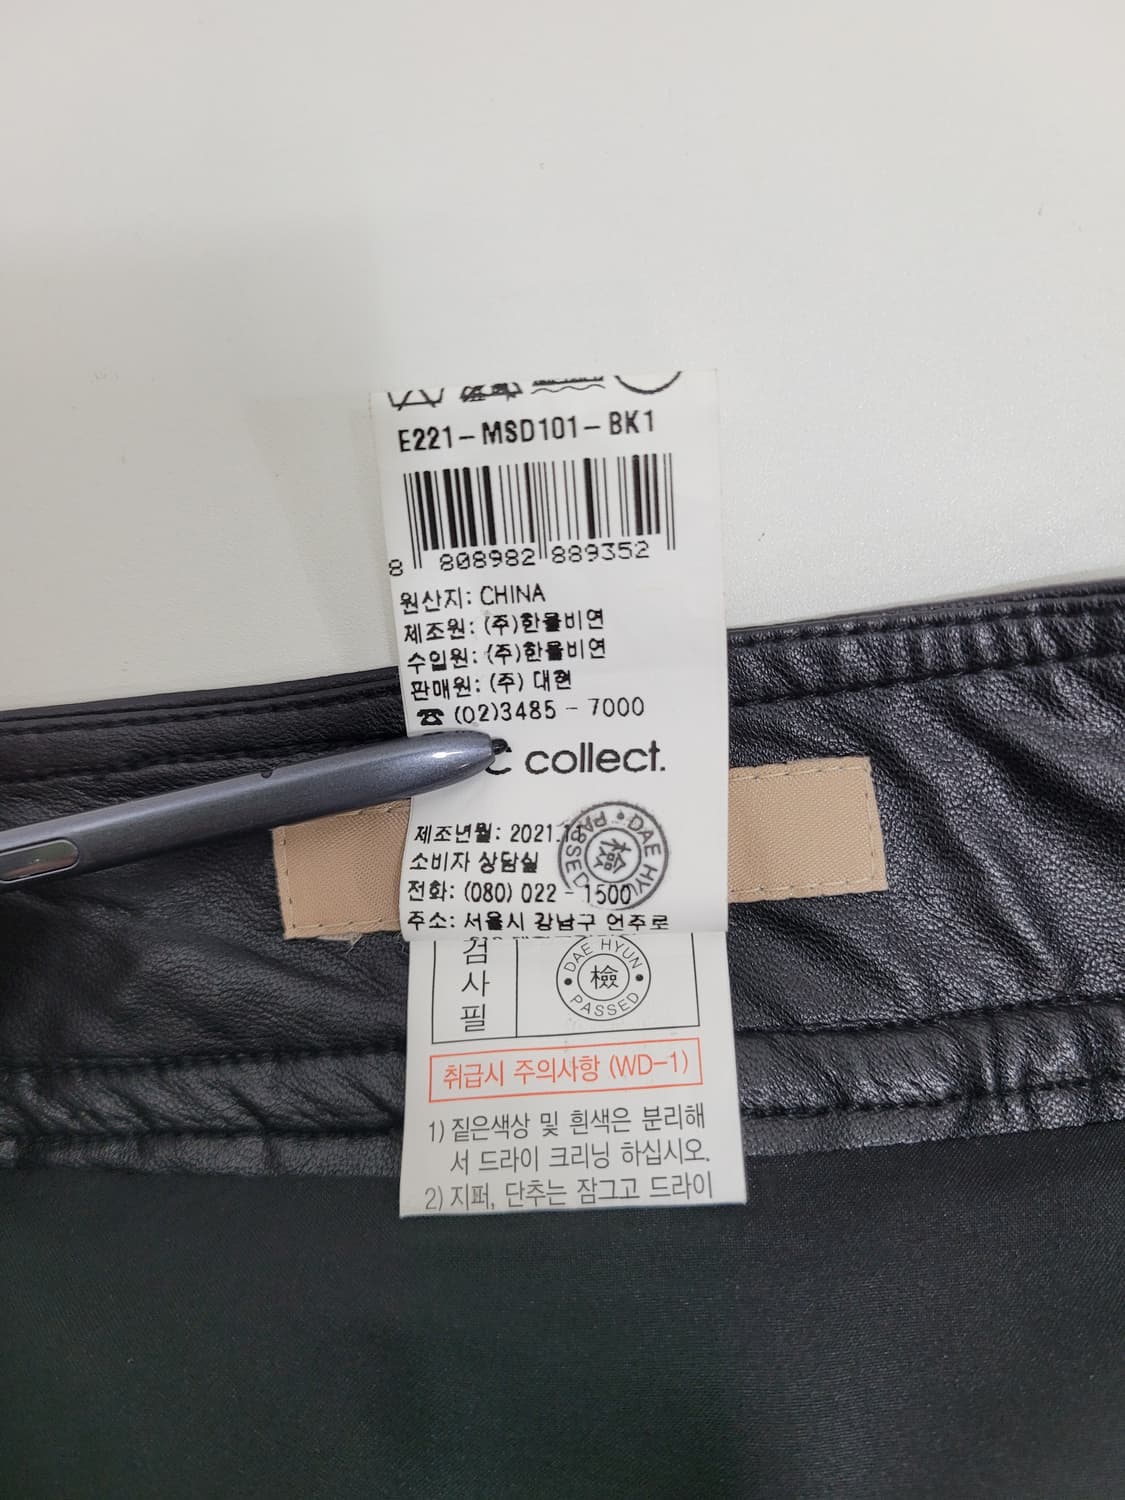 E221-MSD101-BK1
8 808982 889352
원산지: CHINA
제조원: (주)한물비연
수입원: (주)한물비연
판매원: (주) 대현
☎ (02)3485 - 7000
C collect.
제조년월: 2021.
소비자 상담실
전화: (080) 022 - 1500
주소: 서울시 강남구 언주로
DAE HYUN
檢
PASSED
검사필
DAE HYUN
檢
PASSED
취급시 주의사항 (WD-1)
1) 짙은색상 및 흰색은 분리해
서 드라이 크리닝 하십시오.
2) 지퍼, 단추는 잠그고 드라이